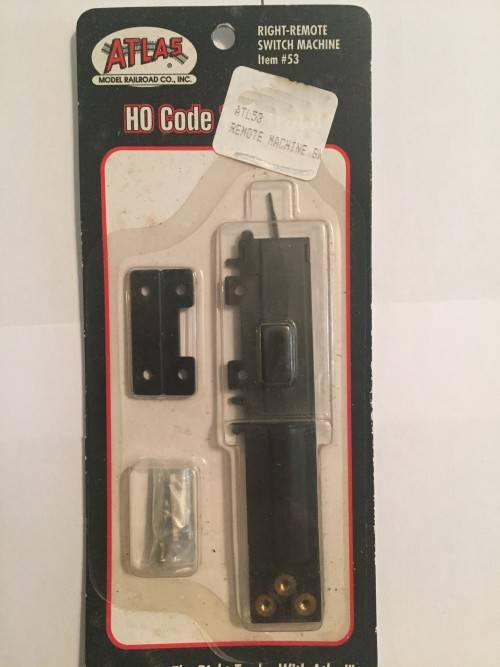 ATLAS
®
MODEL RAILROAD CO., INC.
RIGHT-REMOTE
SWITCH MACHINE
Item #53
HO Code
ATL53
REMOTE MACHINE